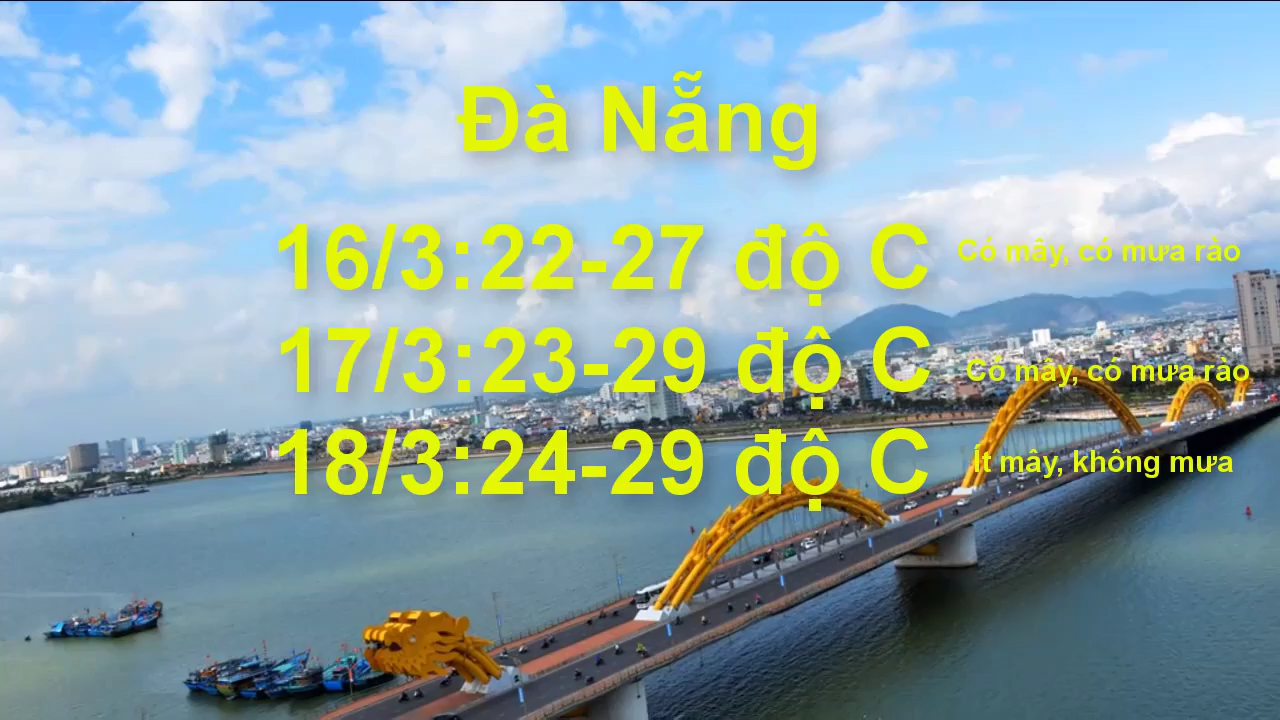 Đà Nẵng
16/3:22-27 độ C
Có mây, có mưa rào
17/3:23-29 độ C
Có mây, có mưa rào
18/3:24-29 độ C
Ít mây, không mưa